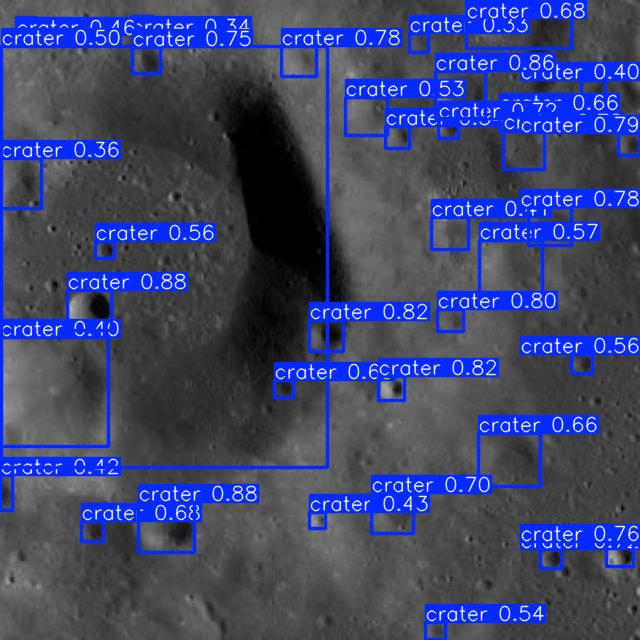 crater 0.68
crater 0.34
crater 0.33
crater 0.50
crater 0.75
crater 0.78
crater 0.86
crater 0.40
crater 0.53
crater 0.66
crater 0.79
crater 0.36
crater 0.78
crater 0.56
crater 0.57
crater 0.88
crater 0.80
crater 0.82
crater 0.40
crater 0.56
crater 0.82
crater 0.66
crater 0.42
crater 0.70
crater 0.88
crater 0.43
crater 0.68
crater 0.76
crater 0.54